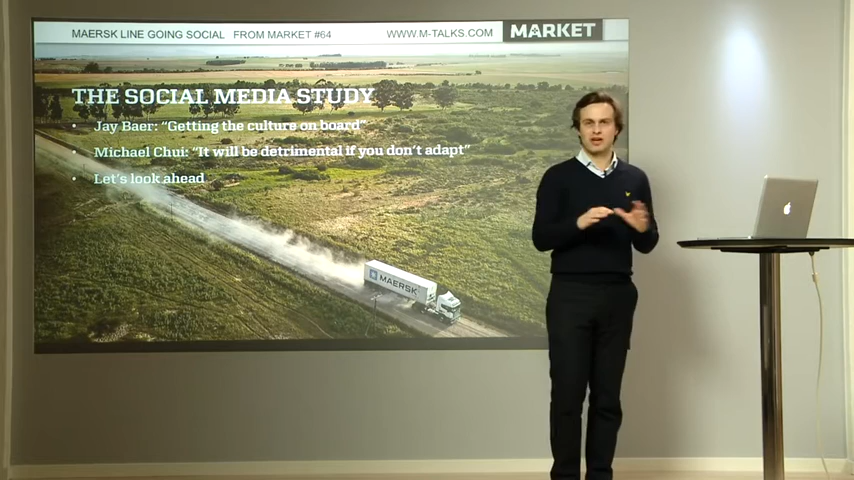 MAERSK LINE GOING SOCIAL FROM MARKET #64 WWW.M-TALKS.COM MARKET
THE SOCIAL MEDIA STUDY
• Jay Baer: “Getting the culture on board”
• Michael Chui: “It will be detrimental if you don’t adapt”
• Let’s look ahead
MAERSK